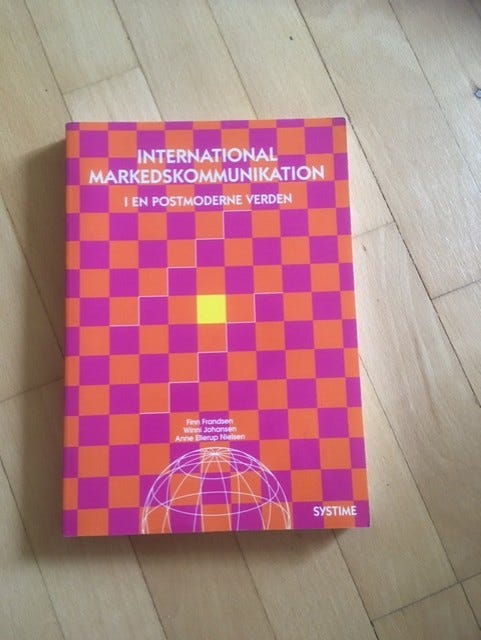 INTERNATIONAL
MARKEDSKOMMUNIKATION
I EN POSTMODERNE VERDEN
Finn Frandsen
Winni Johansen
Anne Ellerup Nielsen
SYSTIME